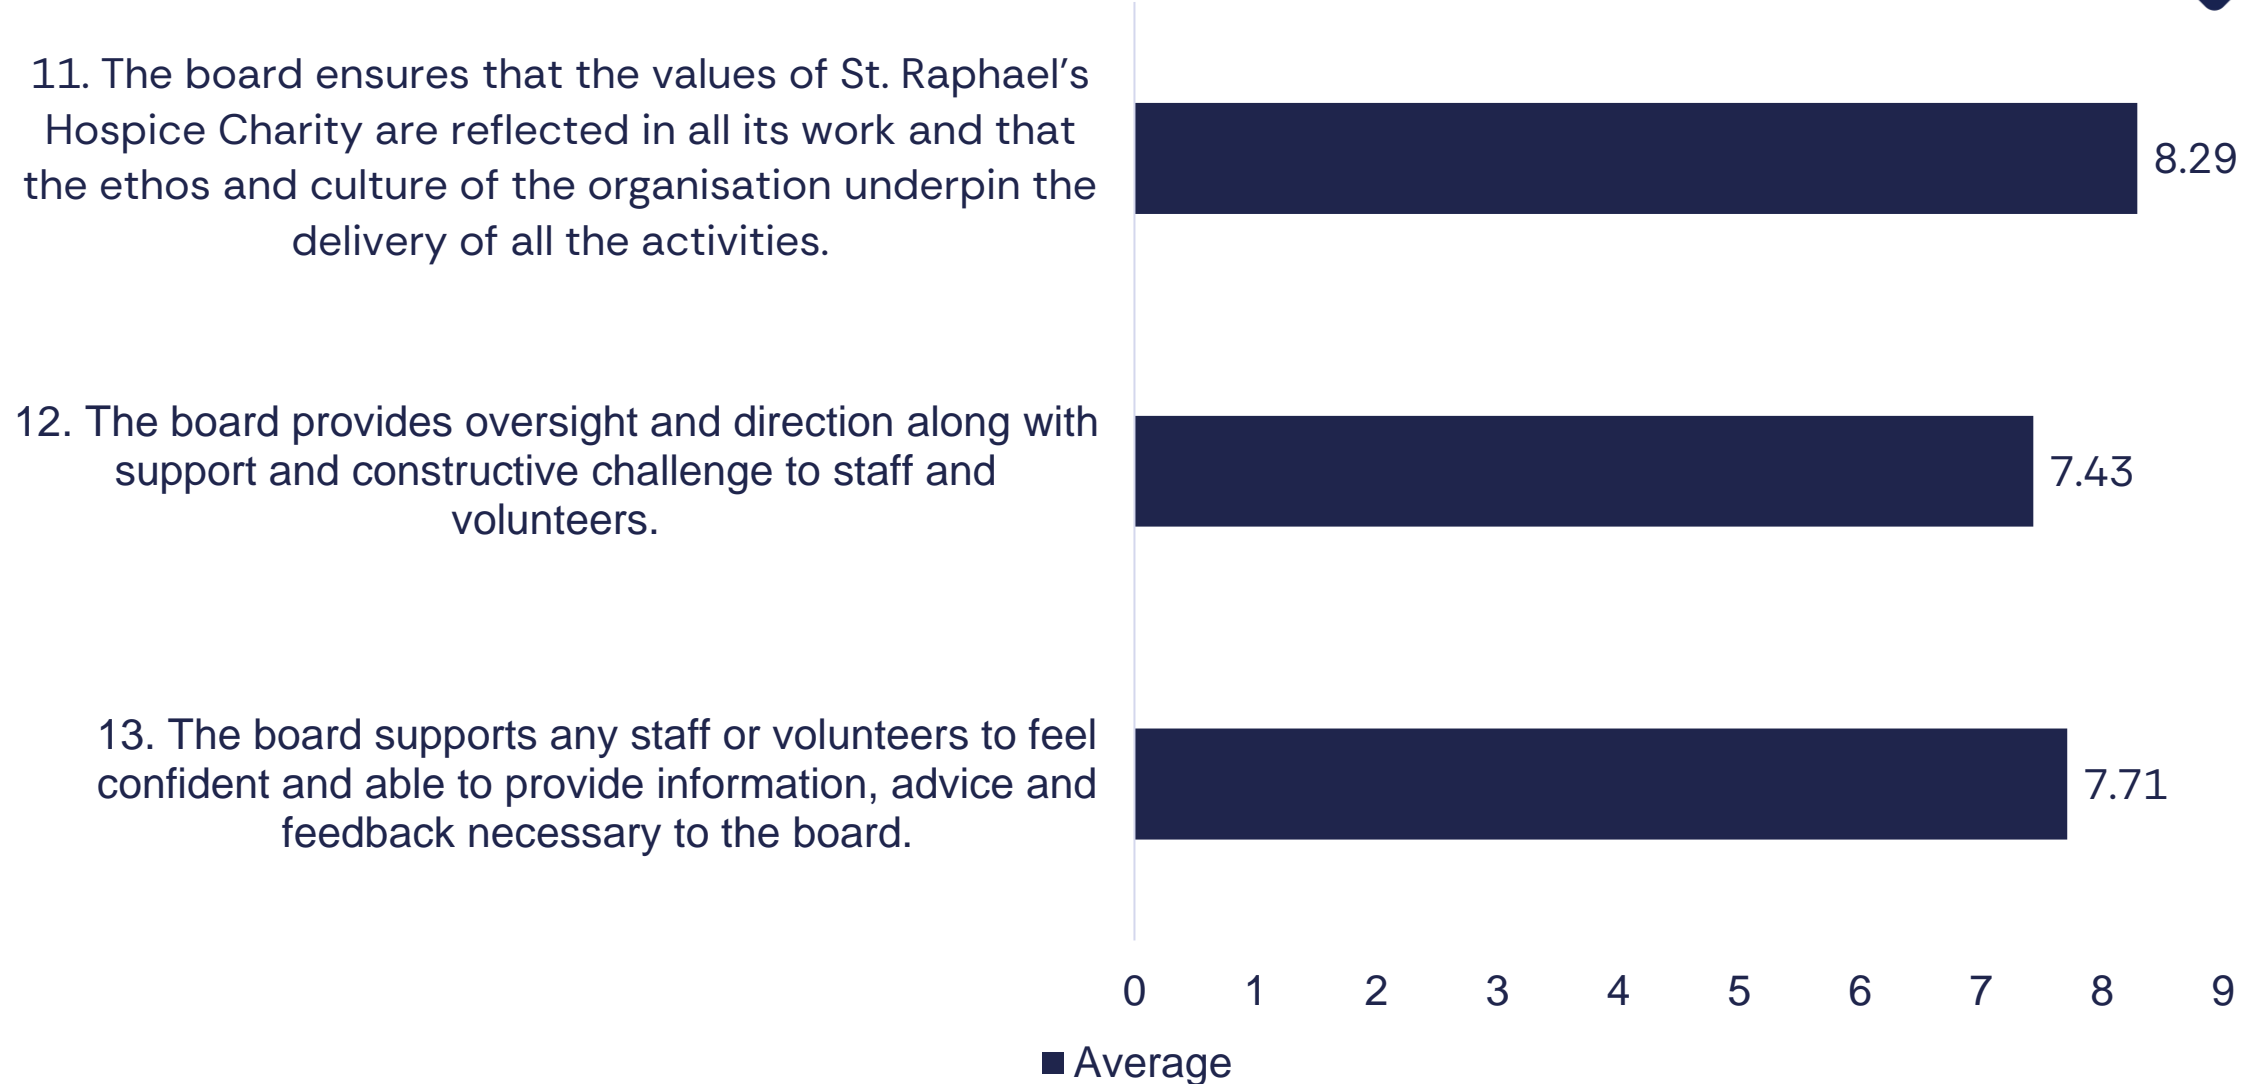 11. The board ensures that the values of St. Raphael’s
Hospice Charity are reflected in all its work and that
the ethos and culture of the organisation underpin the
delivery of all the activities.
8.29
12. The board provides oversight and direction along with
support and constructive challenge to staff and
volunteers.
7.43
13. The board supports any staff or volunteers to feel
confident and able to provide information, advice and
feedback necessary to the board.
7.71
0 1 2 3 4 5 6 7 8 9
Average